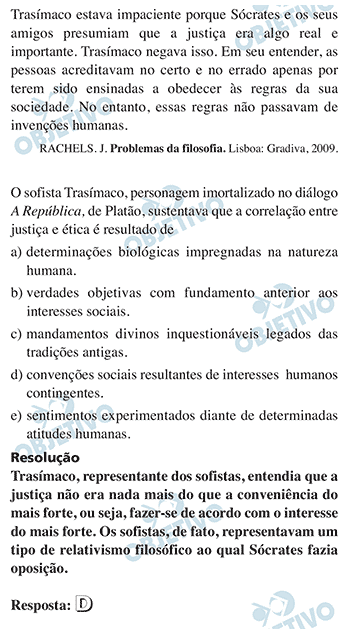 Trasímaco estava impaciente porque Sócrates e os seus
amigos presumiam que a justiça era algo real e
importante. Trasímaco negava isso. Em seu entender, as
pessoas acreditavam no certo e no errado apenas por
terem sido ensinadas a obedecer às regras da sua
sociedade. No entanto, essas regras não passavam de
invenções humanas.
RACHELS. J. Problemas da filosofia. Lisboa: Gradiva, 2009.
O sofista Trasímaco, personagem imortalizado no diálogo
A República, de Platão, sustentava que a correlação entre
justiça e ética é resultado de
a) determinações biológicas impregnadas na natureza
humana.
b) verdades objetivas com fundamento anterior aos
interesses sociais.
c) mandamentos divinos inquestionáveis legados das
tradições antigas.
d) convenções sociais resultantes de interesses humanos
contingentes.
e) sentimentos experimentados diante de determinadas
atitudes humanas.
Resolução
Trasímaco, representante dos sofistas, entendia que a
justiça não era nada mais do que a conveniência do
mais forte, ou seja, fazer-se de acordo com o interesse
do mais forte. Os sofistas, de fato, representavam um
tipo de relativismo filosófico ao qual Sócrates fazia
oposição.
Resposta: D
OBJETIVO
OBJETIVO
OBJETIVO
OBJETIVO
OBJETIVO
OBJETIVO
OBJETIVO